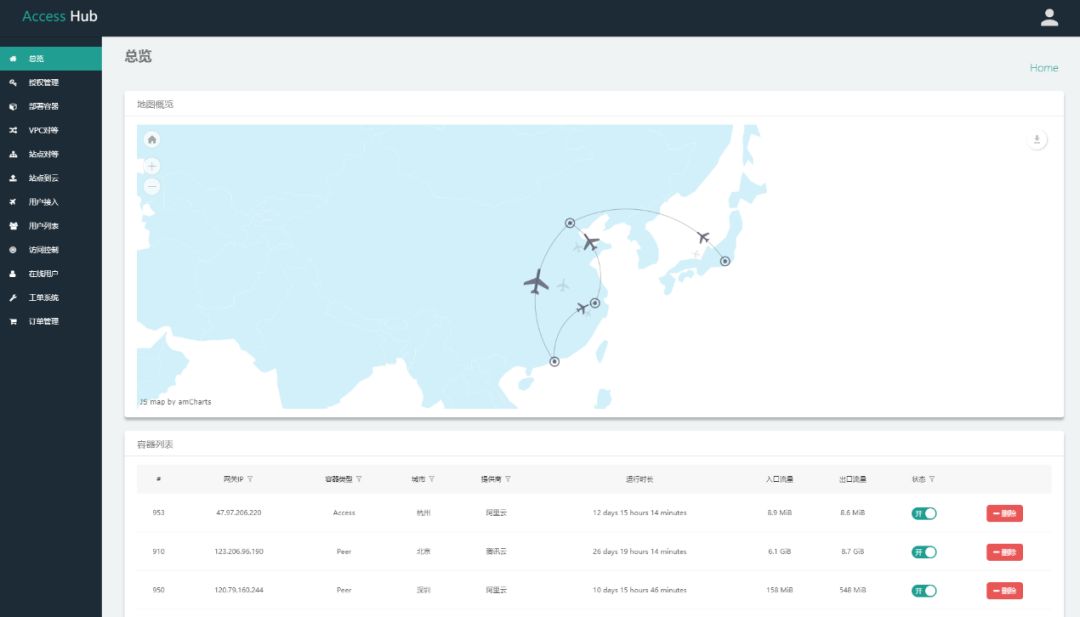 Access Hub
总览
授权管理
部署容器
VPC对等
站点对等
站点到云
用户接入
用户列表
访问控制
在线用户
工单系统
订单管理
总览
Home
地图概览
JS map by amCharts
容器列表
# 网关IP 容器类型 城市 提供商 运行时长 入口流量 出口流量 状态
953 47.97.206.220 Access 杭州 阿里云 12 days 15 hours 14 minutes 8.9 MiB 8.6 MiB 开 删除
910 123.206.96.190 Peer 北京 腾讯云 26 days 19 hours 14 minutes 6.1 GiB 8.7 GiB 开 删除
950 120.79.160.244 Peer 深圳 阿里云 10 days 15 hours 46 minutes 158 MiB 548 MiB 开 删除